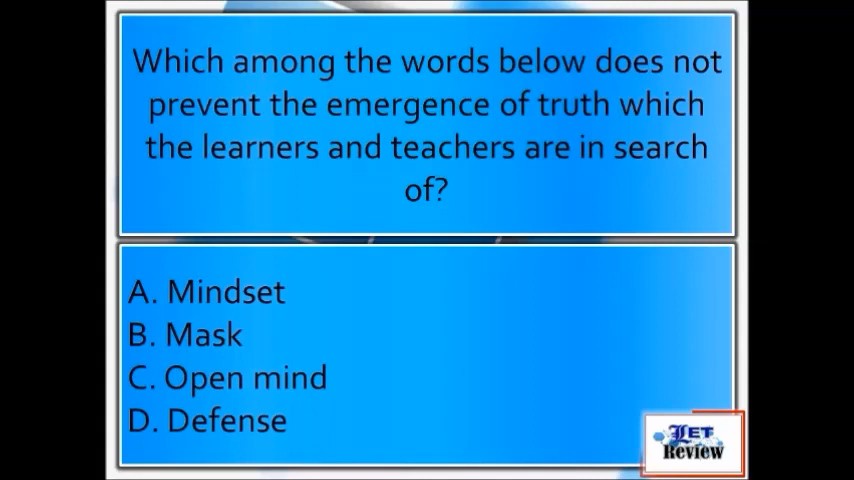 Which among the words below does not
prevent the emergence of truth which
the learners and teachers are in search
of?
A. Mindset
B. Mask
C. Open mind
D. Defense
LET
Review